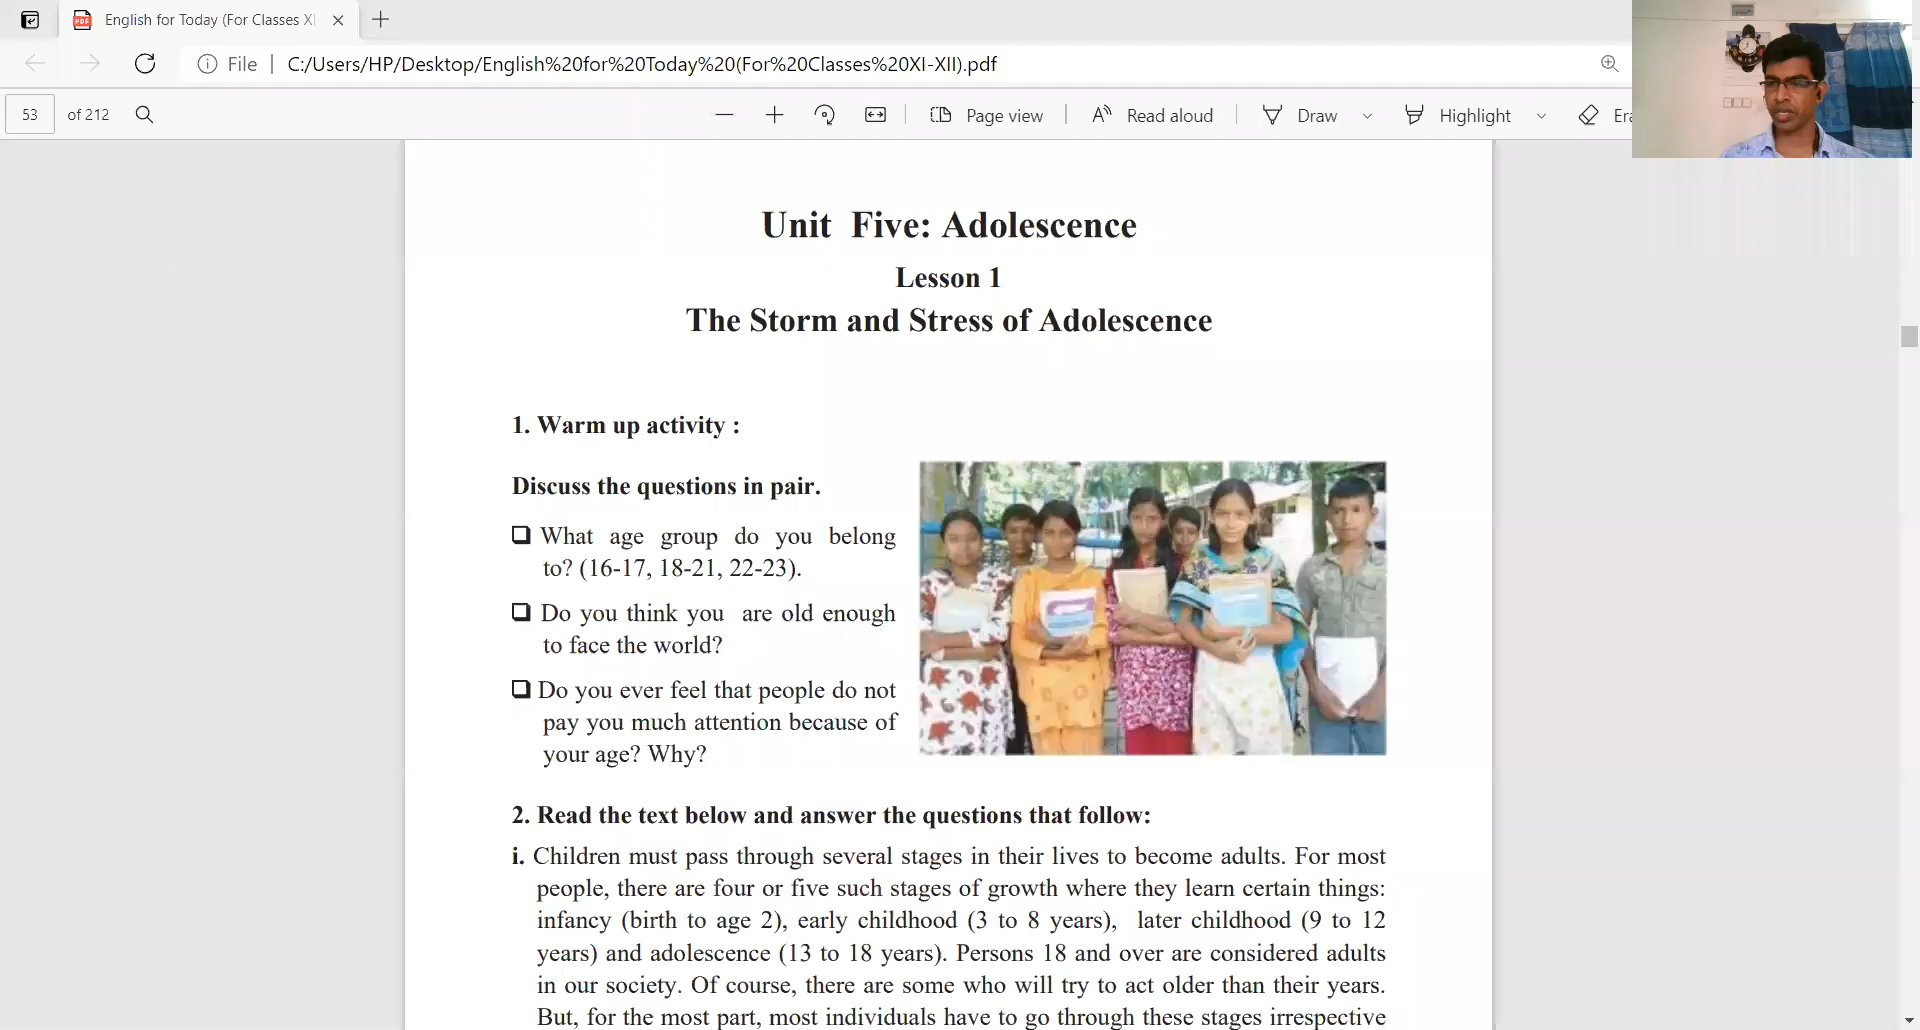 English for Today (For Classes XI-
File
C:/Users/HP/Desktop/English%20for%20Today%20(For%20Classes%20XI-XII).pdf
53 of 212
Page view
Read aloud
Draw
Highlight
Unit Five: Adolescence
Lesson 1
The Storm and Stress of Adolescence
1. Warm up activity :
Discuss the questions in pair.
What age group do you belong
to? (16-17, 18-21, 22-23).
Do you think you are old enough
to face the world?
Do you ever feel that people do not
pay you much attention because of
your age? Why?
2. Read the text below and answer the questions that follow:
i. Children must pass through several stages in their lives to become adults. For most
people, there are four or five such stages of growth where they learn certain things:
infancy (birth to age 2), early childhood (3 to 8 years), later childhood (9 to 12
years) and adolescence (13 to 18 years). Persons 18 and over are considered adults
in our society. Of course, there are some who will try to act older than their years.
But, for the most part, most individuals have to go through these stages irrespective